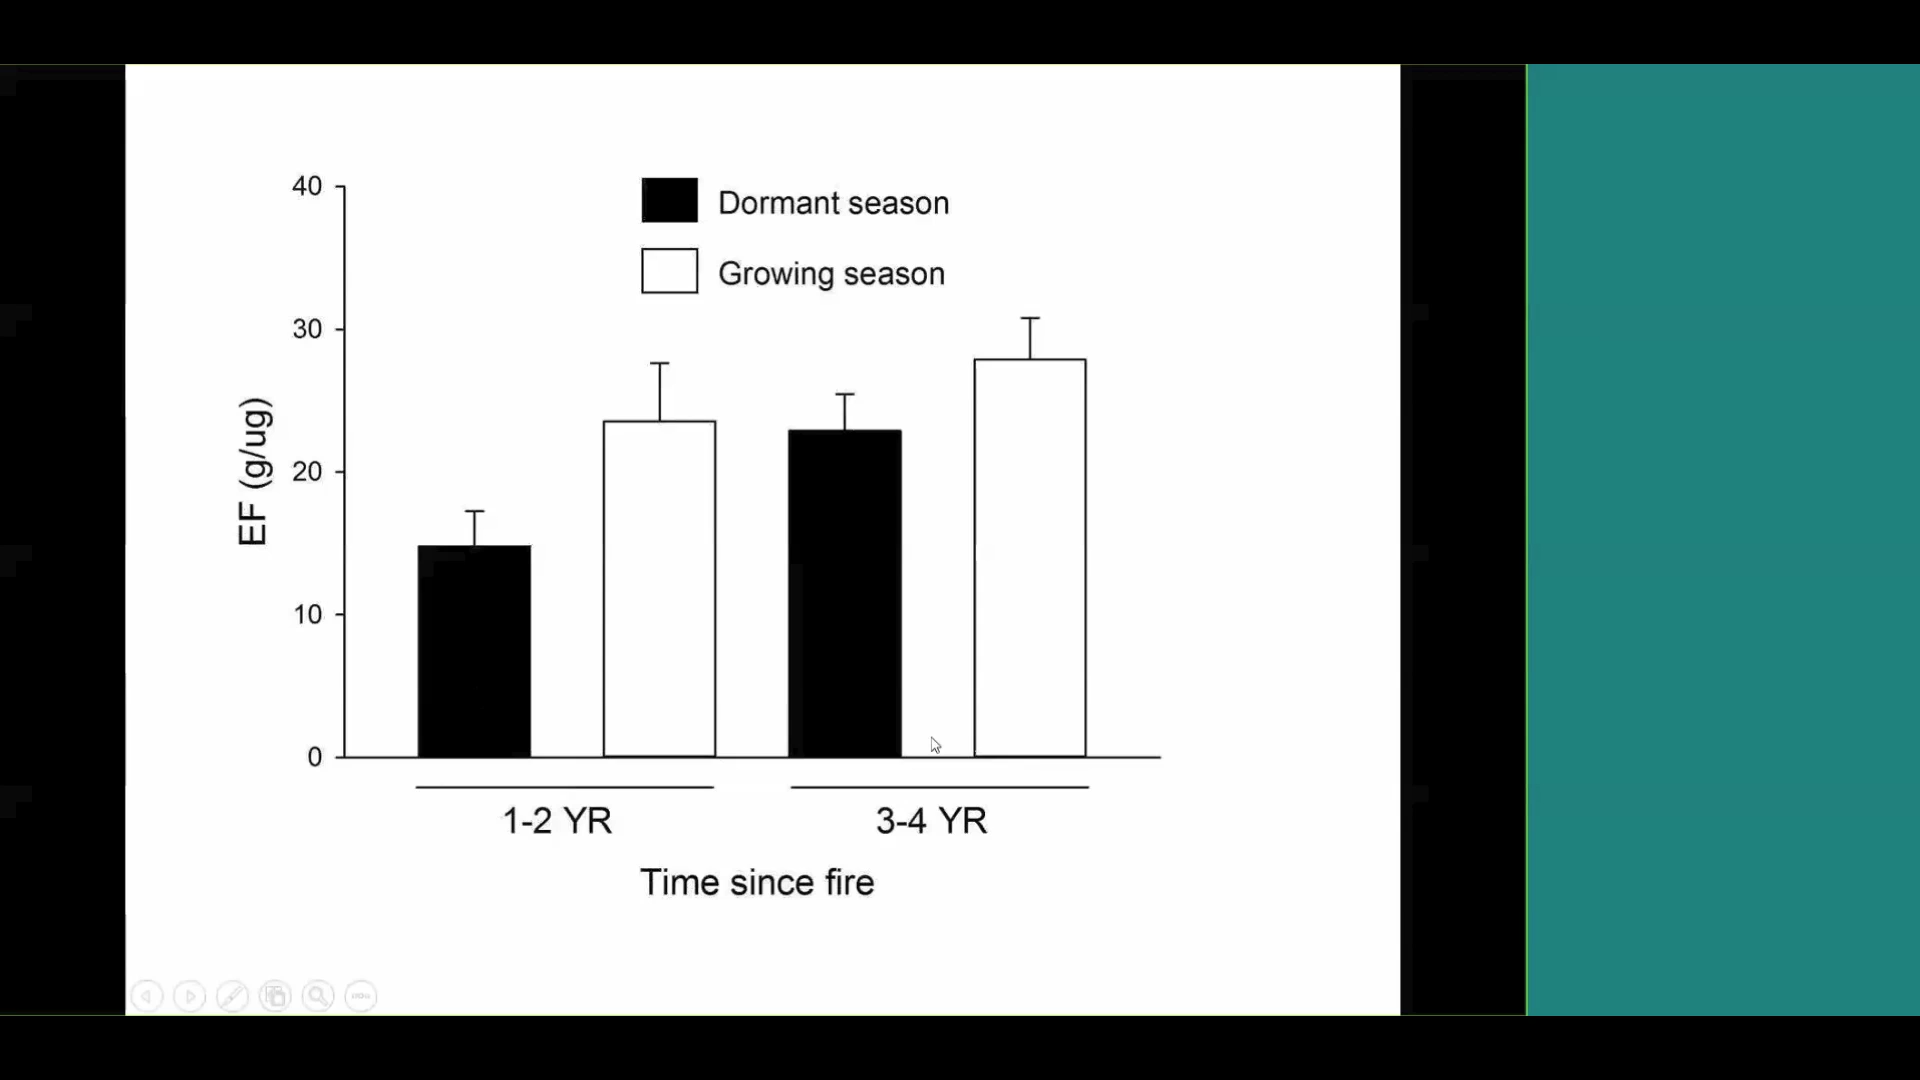 40
Dormant season
Growing season
30
EF (g/ug)
20
10
0
1-2 YR
3-4 YR
Time since fire